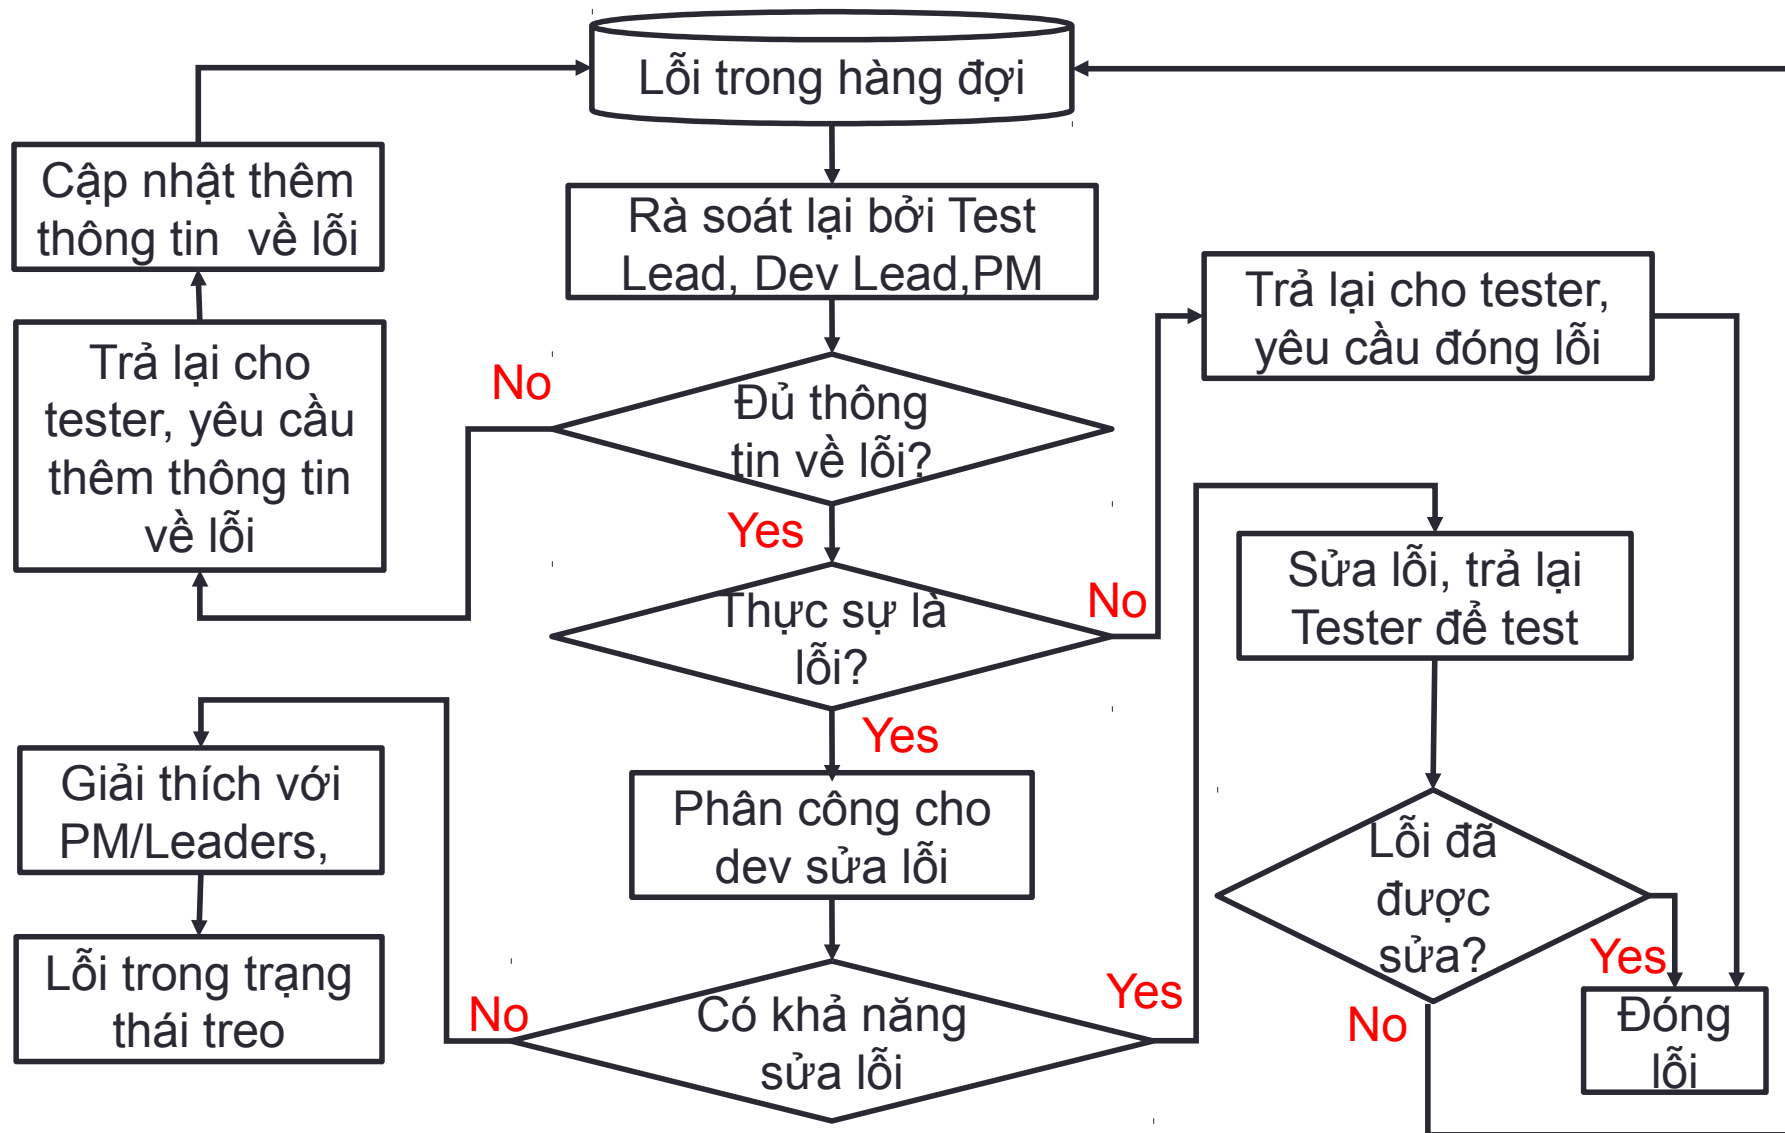 Lỗi trong hàng đợi
Cập nhật thêm
thông tin về lỗi
Rà soát lại bởi Test
Lead, Dev Lead,PM
Trả lại cho tester,
yêu cầu đóng lỗi
Trả lại cho
tester, yêu cầu
thêm thông tin
về lỗi
No
Đủ thông
tin về lỗi?
Yes
Thực sự là
lỗi?
No
Sửa lỗi, trả lại
Tester để test
Yes
Giải thích với
PM/Leaders,
Phân công cho
dev sửa lỗi
Lỗi đã
được
sửa?
Yes
Lỗi trong trạng
thái treo
No
Có khả năng
sửa lỗi
Yes
No
Đóng
lỗi